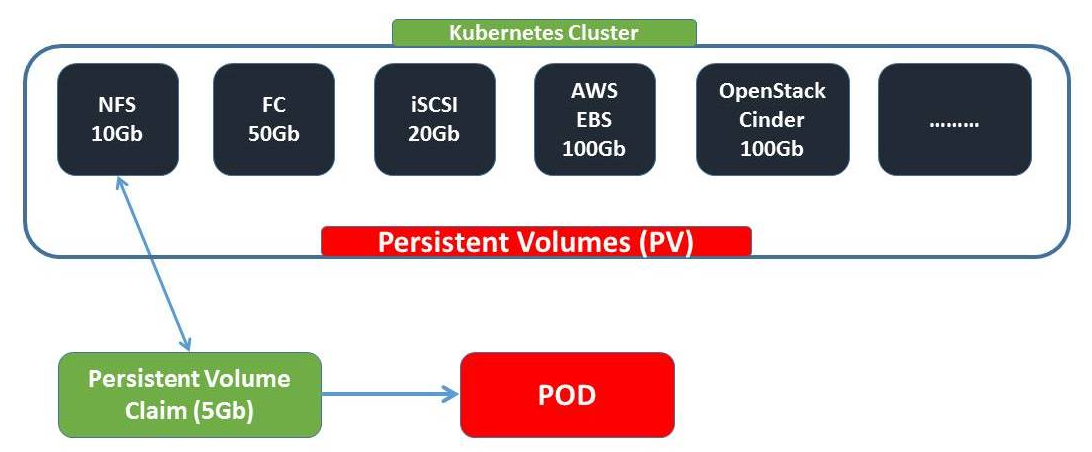 Kubernetes Cluster
NFS
10Gb
FC
50Gb
iSCSI
20Gb
AWS
EBS
100Gb
OpenStack
Cinder
100Gb
.........
Persistent Volumes (PV)
Persistent Volume
Claim (5Gb)
POD